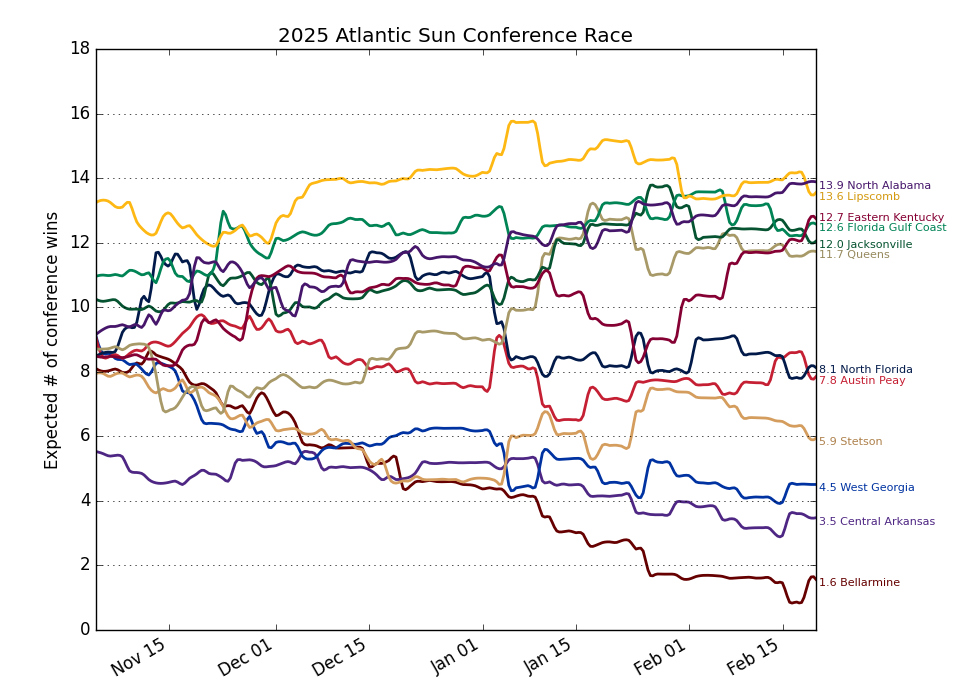 2025 Atlantic Sun Conference Race
Expected # of conference wins
18
16
14
12
10
8
6
4
2
0
Nov 15
Dec 01
Dec 15
Jan 01
Jan 15
Feb 01
Feb 15
13.9 North Alabama
13.6 Lipscomb
12.7 Eastern Kentucky
12.6 Florida Gulf Coast
12.0 Jacksonville
11.7 Queens
8.1 North Florida
7.8 Austin Peay
5.9 Stetson
4.5 West Georgia
3.5 Central Arkansas
1.6 Bellarmine